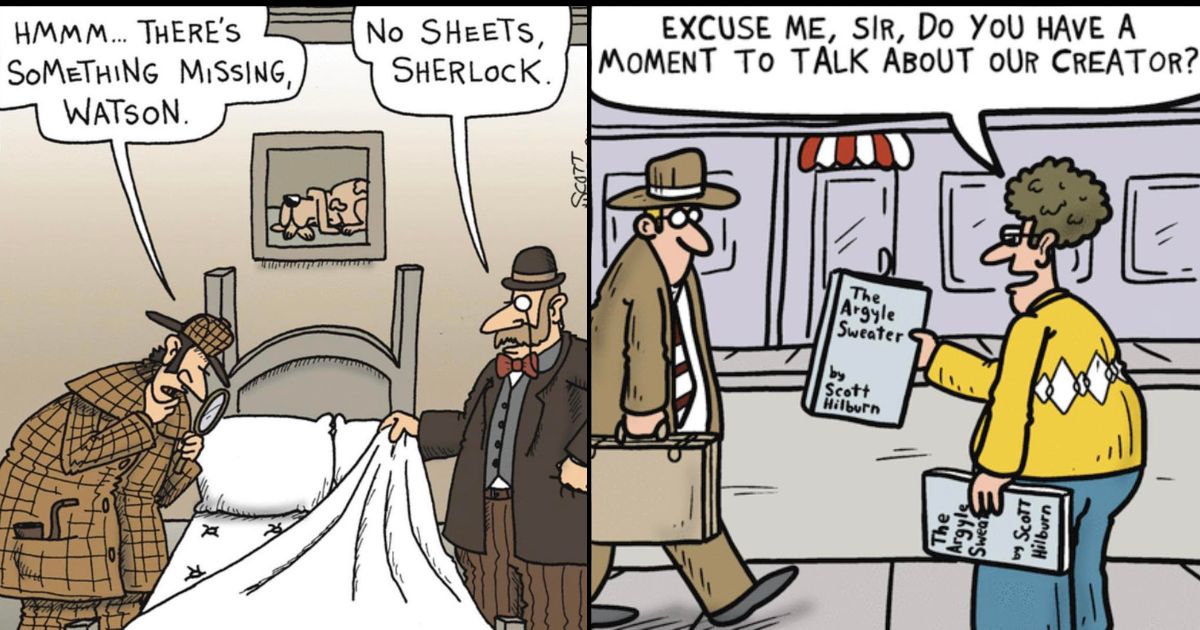 HMMM... THERE'S
SOMETHING MISSING,
WATSON.
NO SHEETS,
SHERLOCK.
SCOTT
EXCUSE ME, SIR, DO YOU HAVE A
MOMENT TO TALK ABOUT OUR CREATOR?
The
Argyle
Sweater
by
Scott
Hilburn
The
Argyle
Sweat
by Scott
Hilburn